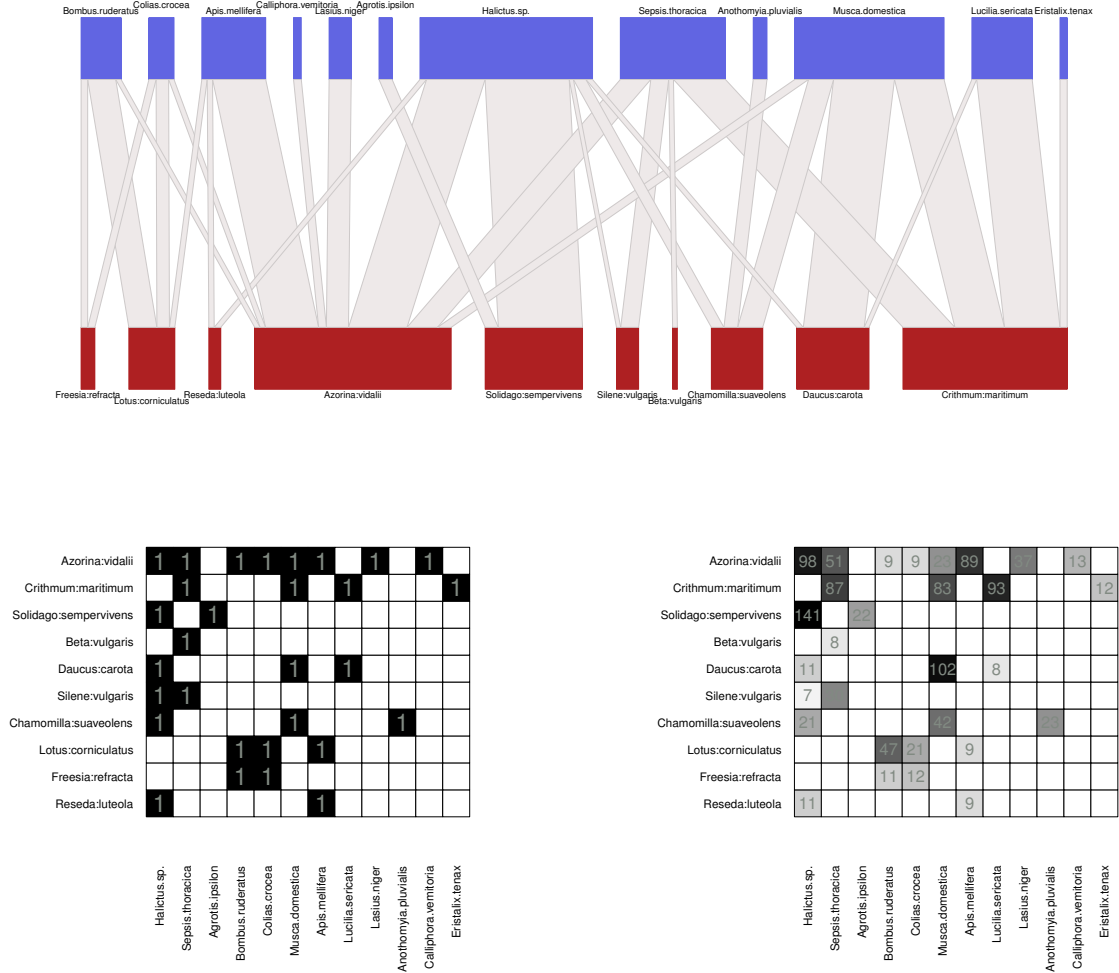 Bombus.ruderatus Colias.crocea Apis.mellifera Calliphora.vemitoria Lasius.niger Agrotis.ipsilon Halictus.sp. Sepsis.thoracica Anothomyia.pluvialis Musca.domestica Lucilia.sericata Eristalix.tenax
Freesia:refracta Lotus:corniculatus Reseda:luteola Azorina:vidalii Solidago:sempervivens Silene:vulgaris Beta:vulgaris Chamomilla:suaveolens Daucus:carota Crithmum:maritimum
Azorina:vidalii 1 1 1 1 1 1 1 1
Crithmum:maritimum 1 1 1 1
Solidago:sempervivens 1 1
Beta:vulgaris 1
Daucus:carota 1 1 1
Silene:vulgaris 1 1
Chamomilla:suaveolens 1 1 1
Lotus:corniculatus 1 1 1
Freesia:refracta 1 1
Reseda:luteola 1 1
Halictus.sp.
Sepsis.thoracica
Agrotis.ipsilon
Bombus.ruderatus
Colias.crocea
Musca.domestica
Apis.mellifera
Lucilia.sericata
Lasius.niger
Anothomyia.pluvialis
Calliphora.vemitoria
Eristalix.tenax
Azorina:vidalii 98 51 9 9 23 89 37 13
Crithmum:maritimum 87 83 93 12
Solidago:sempervivens 141 22
Beta:vulgaris 8
Daucus:carota 11 102 8
Silene:vulgaris 7
Chamomilla:suaveolens 21 42 23
Lotus:corniculatus 47 21 9
Freesia:refracta 11 12
Reseda:luteola 11 9
Halictus.sp.
Sepsis.thoracica
Agrotis.ipsilon
Bombus.ruderatus
Colias.crocea
Musca.domestica
Apis.mellifera
Lucilia.sericata
Lasius.niger
Anothomyia.pluvialis
Calliphora.vemitoria
Eristalix.tenax